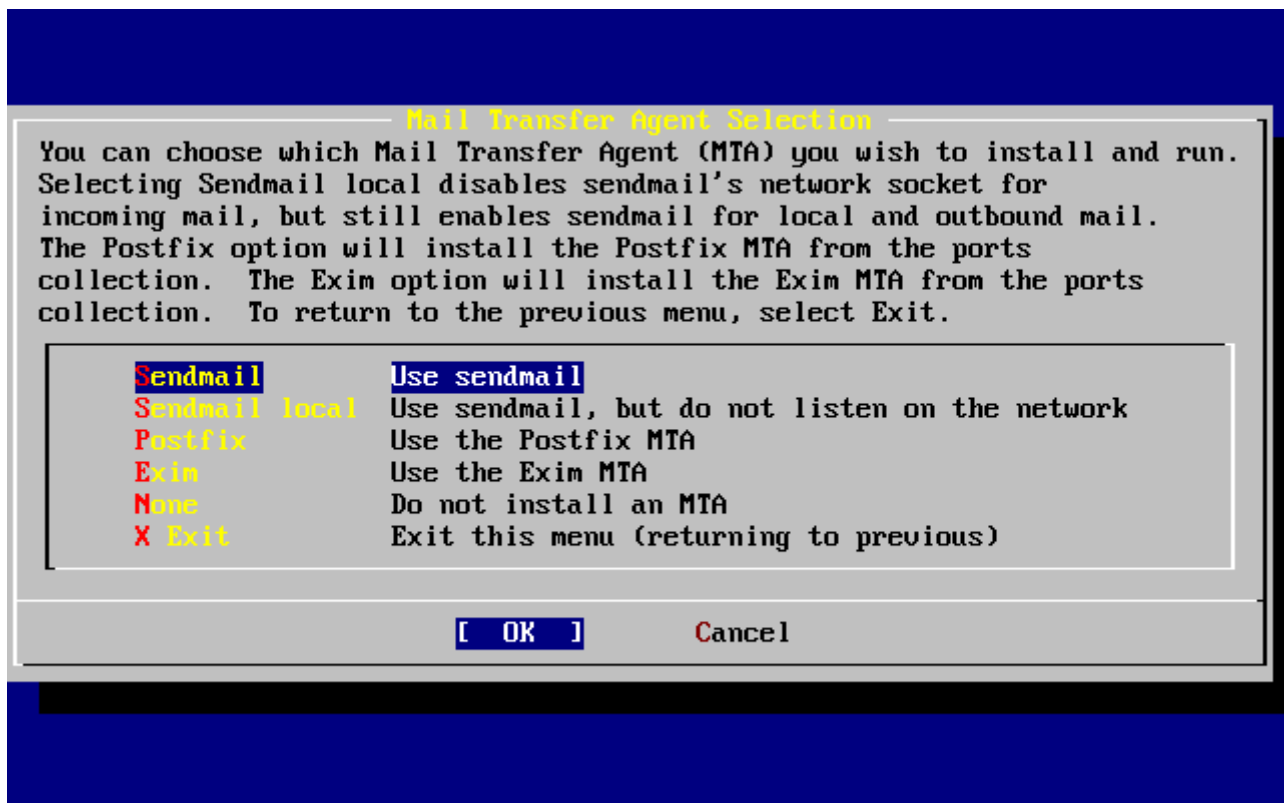 Mail Transfer Agent Selection
You can choose which Mail Transfer Agent (MTA) you wish to install and run.
Selecting Sendmail local disables sendmail's network socket for
incoming mail, but still enables sendmail for local and outbound mail.
The Postfix option will install the Postfix MTA from the ports
collection.  The Exim option will install the Exim MTA from the ports
collection.  To return to the previous menu, select Exit.
Sendmail Use sendmail
Sendmail local Use sendmail, but do not listen on the network
Postfix Use the Postfix MTA
Exim Use the Exim MTA
None Do not install an MTA
X Exit Exit this menu (returning to previous)
[ OK ] Cancel